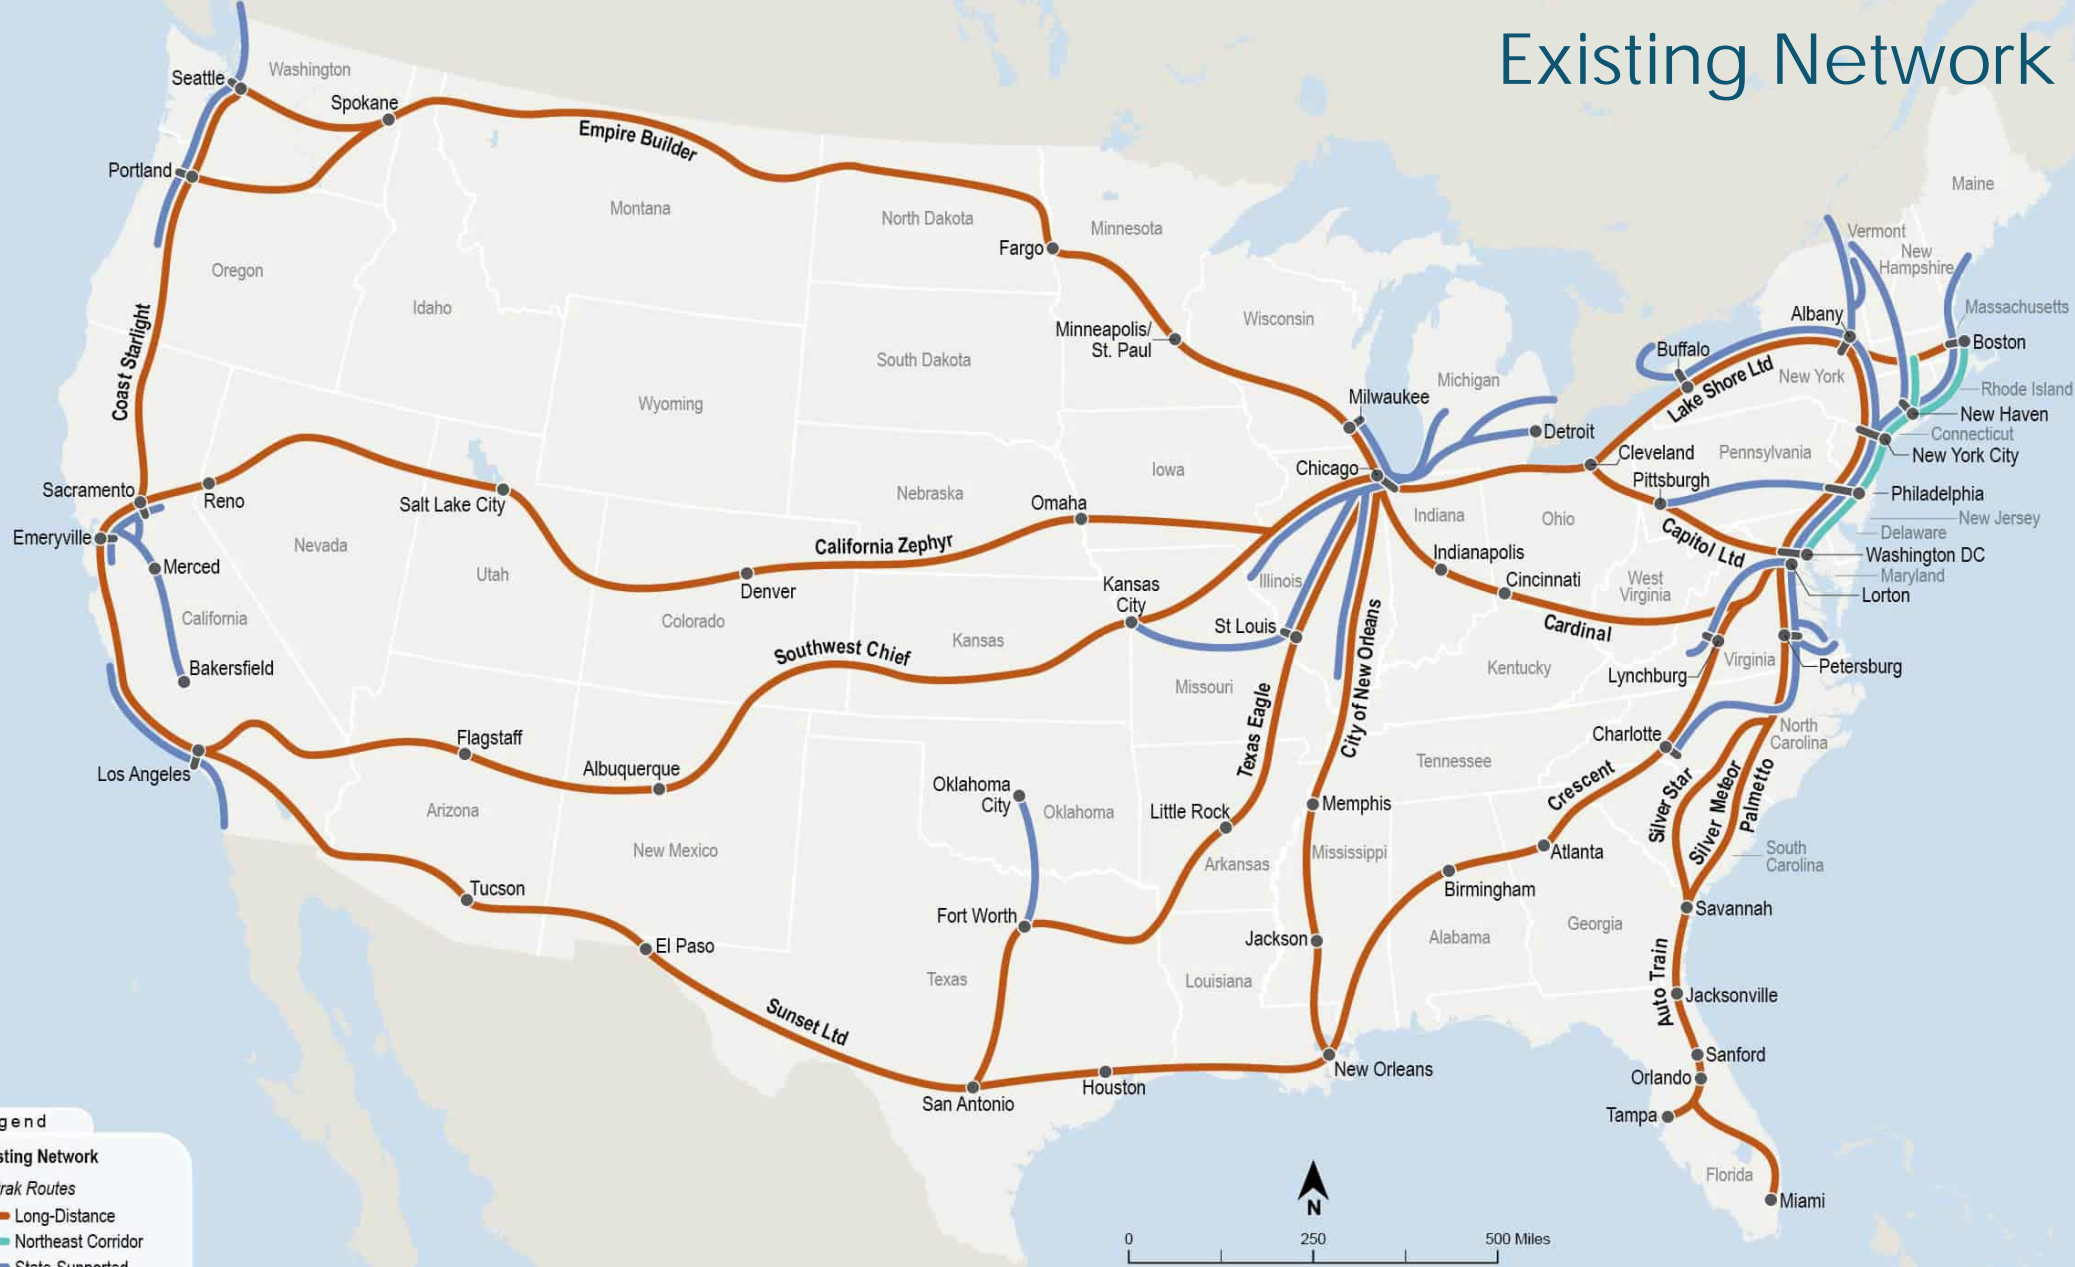 Existing Network
Seattle
Washington
Spokane
Empire Builder
Portland
Montana
North Dakota
Minnesota
Fargo
Oregon
Idaho
Coast Starlight
Minneapolis/
St. Paul
Wisconsin
South Dakota
Wyoming
Michigan
Milwaukee
Detroit
Maine
Vermont
New
Hampshire
Massachusetts
Albany
Boston
Buffalo
Lake Shore Ltd
New York
Rhode Island
New Haven
Connecticut
New York City
Cleveland
Pennsylvania
Pittsburgh
Philadelphia
New Jersey
Delaware
Capitol Ltd
Washington DC
Maryland
Lorton
Chicago
Iowa
Sacramento
Reno
Salt Lake City
Nebraska
Omaha
Indiana
Ohio
Emeryville
Nevada
California Zephyr
Indianapolis
Merced
Utah
Denver
Kansas
City
Illinois
Cincinnati
West
Virginia
California
Colorado
Kansas
St Louis
Cardinal
Southwest Chief
City of New Orleans
Kentucky
Lynchburg
Virginia
Petersburg
Bakersfield
Missouri
Texas Eagle
Flagstaff
Charlotte
North
Carolina
Los Angeles
Albuquerque
Tennessee
Crescent
Silver Star
Silver Meteor
Palmetto
Oklahoma
City
Oklahoma
Arizona
Little Rock
Memphis
New Mexico
Arkansas
Mississippi
Atlanta
South
Carolina
Tucson
Birmingham
Fort Worth
Savannah
El Paso
Jackson
Alabama
Georgia
Texas
Louisiana
Auto Train
Jacksonville
Sunset Ltd
Sanford
New Orleans
Orlando
Houston
San Antonio
Tampa
Florida
Miami
gend
sting Network
rak Routes
Long-Distance
Northeast Corridor
State-Supported
N
0 250 500 Miles